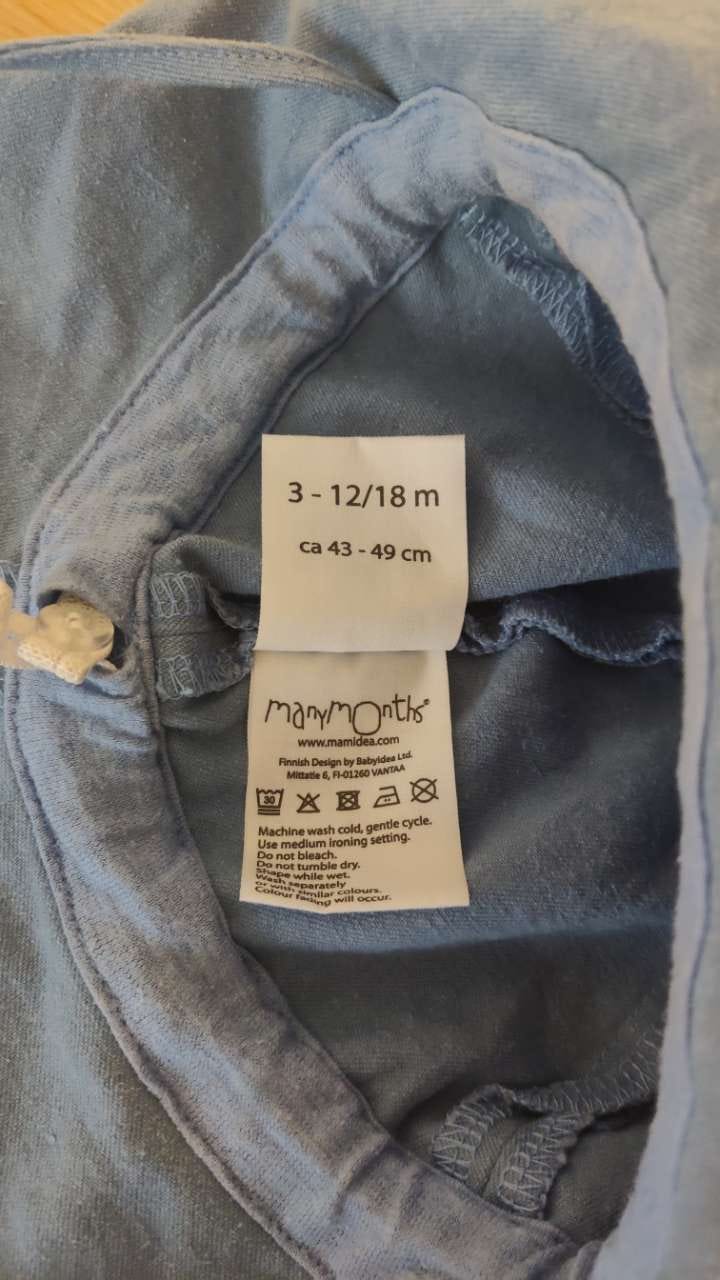 3 - 12/18 m
ca 43 - 49 cm
manymonths®
www.mamidea.com
Finnish Design by BabyIdea Ltd.
Mittatie 6, FI-01260 VANTAA
30
Machine wash cold, gentle cycle.
Use medium ironing setting.
Do not bleach.
Do not tumble dry.
Shape while wet.
Wash separately
or with similar colours.
Colour fading will occur.